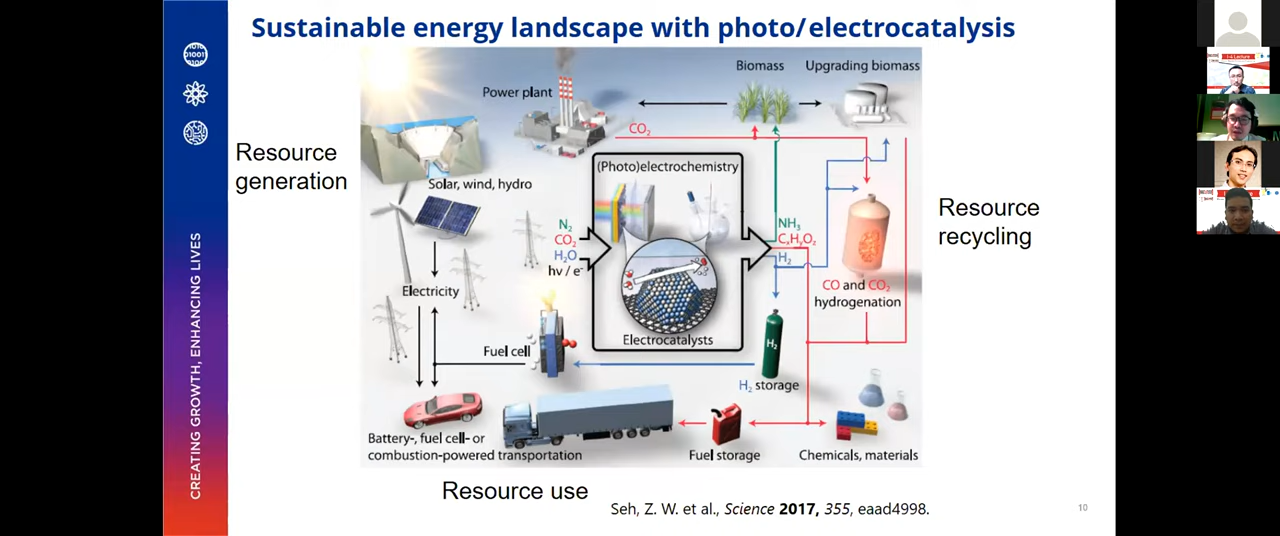 Sustainable energy landscape with photo/electrocatalysis
CREATING GROWTH, ENHANCING LIVES
Resource
generation
Power plant
CO₂
Biomass
Upgrading biomass
Solar, wind, hydro
(Photo)electrochemistry
N₂
CO₂
H₂O
hv / e⁻
NH₃
CₓHᵧO_z
H₂
Electrocatalysts
Resource
recycling
CO and CO₂
hydrogenation
Electricity
Fuel cell
H₂
H₂ storage
Battery-, fuel cell- or
combustion-powered transportation
Fuel storage
Chemicals, materials
Resource use
Seh, Z. W. et al., Science 2017, 355, eaad4998.
10